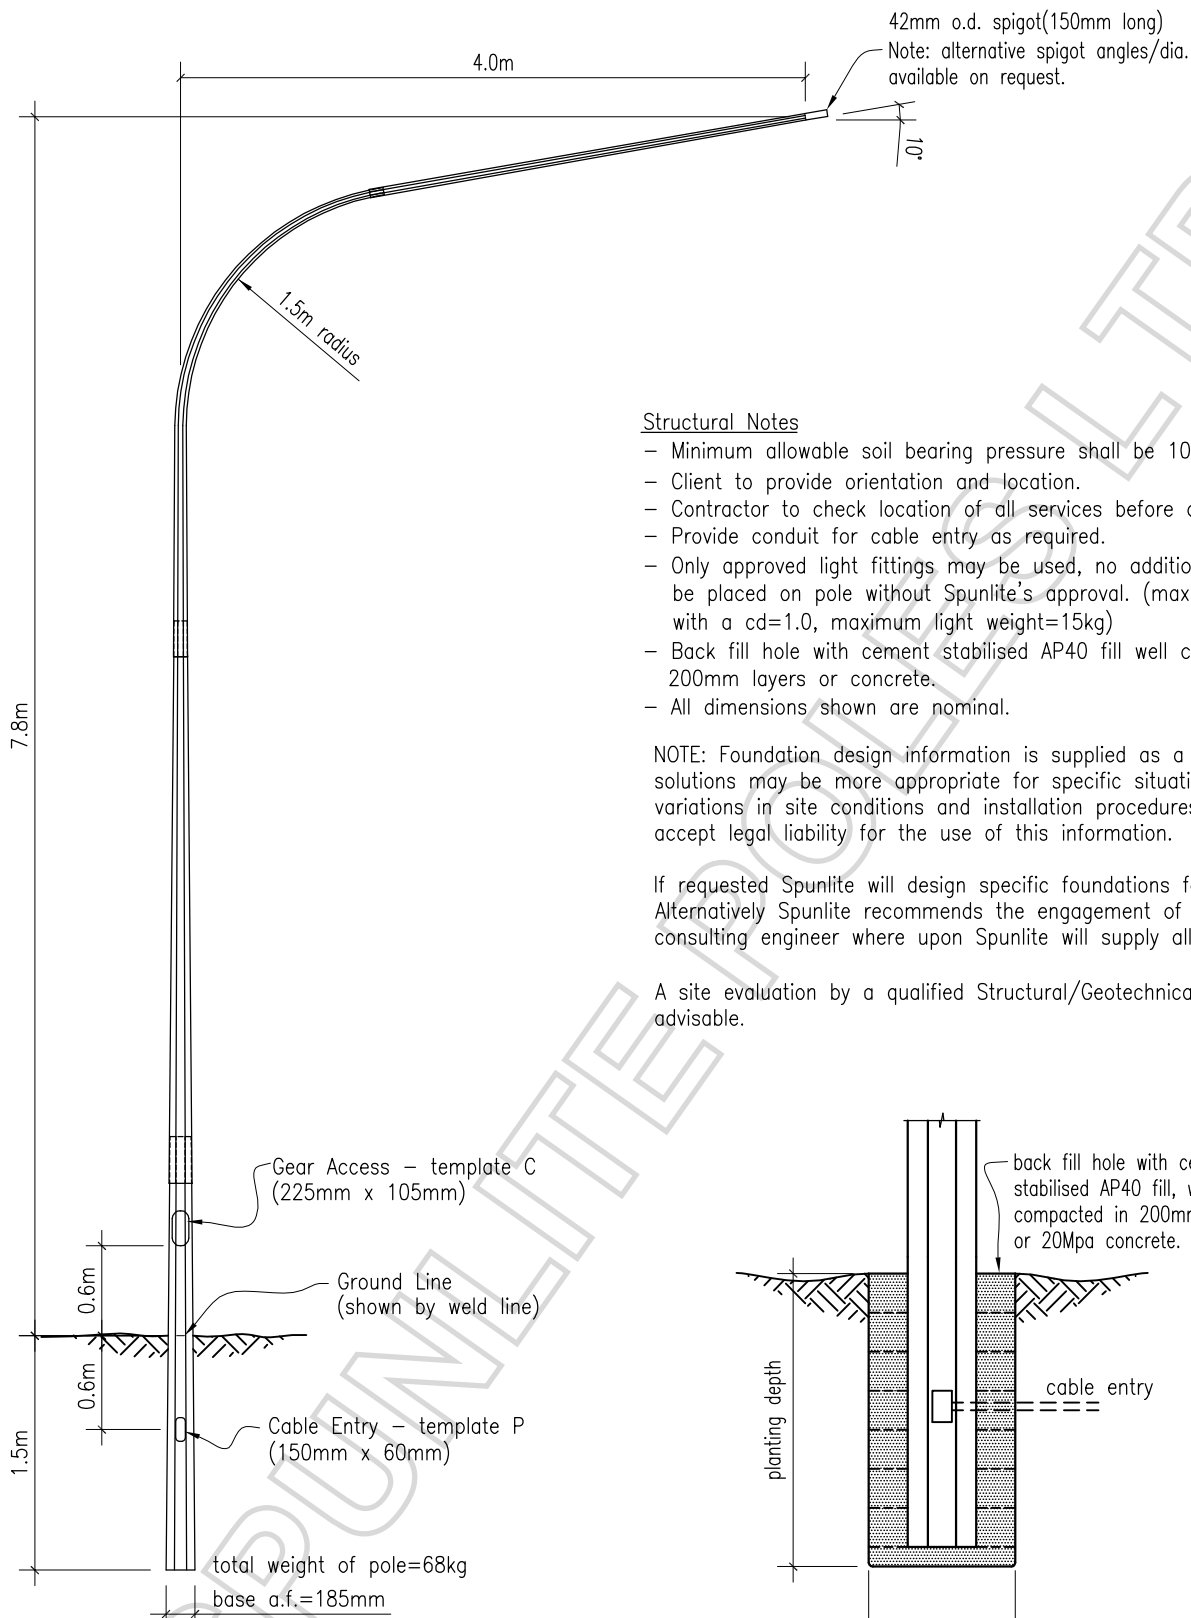 42mm o.d. spigot(150mm long)
Note: alternative spigot angles/dia.
available on request.
4.0m
10°
1.5m radius
7.8m
Structural Notes
– Minimum allowable soil bearing pressure shall be 10
– Client to provide orientation and location.
– Contractor to check location of all services before
– Provide conduit for cable entry as required.
– Only approved light fittings may be used, no
be placed on pole without Spunlite's approval. (max
with a cd=1.0, maximum light weight=15kg)
– Back fill hole with cement stabilised AP40 fill well
200mm layers or concrete.
– All dimensions shown are nominal.
NOTE: Foundation design information is supplied as a
solutions may be more appropriate for specific
variations in site conditions and installation procedures
accept legal liability for the use of this information.
If requested Spunlite will design specific foundations
Alternatively Spunlite recommends the engagement of
consulting engineer where upon Spunlite will supply all
A site evaluation by a qualified Structural/Geotechnica
advisable.
Gear Access – template C
(225mm x 105mm)
0.6m
Ground Line
(shown by weld line)
0.6m
Cable Entry – template P
(150mm x 60mm)
1.5m
total weight of pole=68kg
base a.f.=185mm
back fill hole with ce
stabilised AP40 fill, w
compacted in 200mm
or 20Mpa concrete.
planting depth
cable entry
SPUNLITE POLES LTD